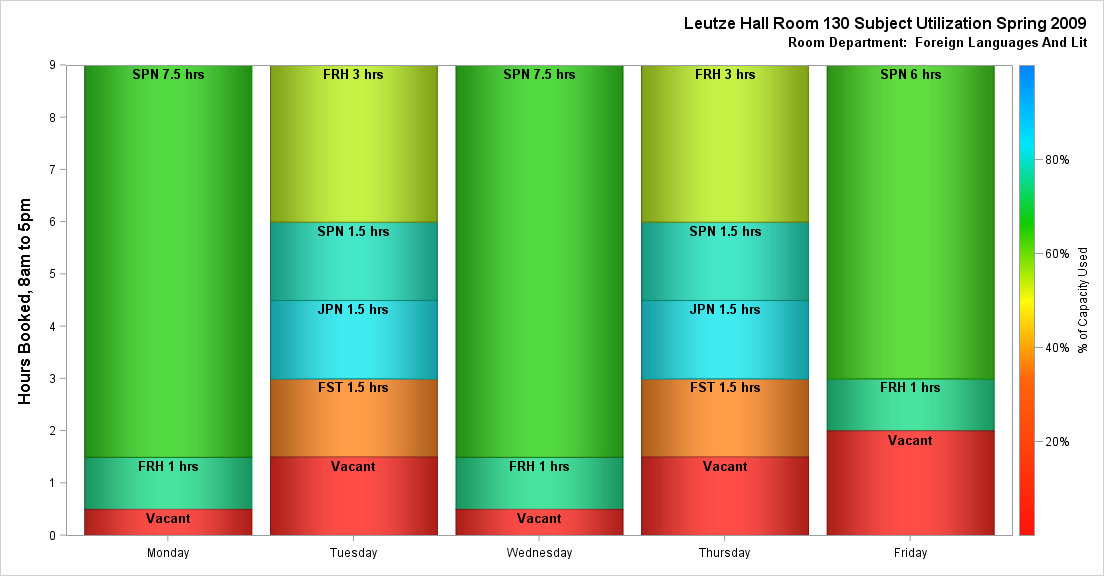 Leutze Hall Room 130 Subject Utilization Spring 2009
Room Department: Foreign Languages And Lit
Hours Booked, 8am to 5pm
9
8
7
6
5
4
3
2
1
0
SPN 7.5 hrs
FRH 1 hrs
Vacant
FRH 3 hrs
SPN 1.5 hrs
JPN 1.5 hrs
FST 1.5 hrs
Vacant
SPN 7.5 hrs
FRH 1 hrs
Vacant
FRH 3 hrs
SPN 1.5 hrs
JPN 1.5 hrs
FST 1.5 hrs
Vacant
SPN 6 hrs
FRH 1 hrs
Vacant
Monday
Tuesday
Wednesday
Thursday
Friday
80%
60%
40%
20%
% of Capacity Used